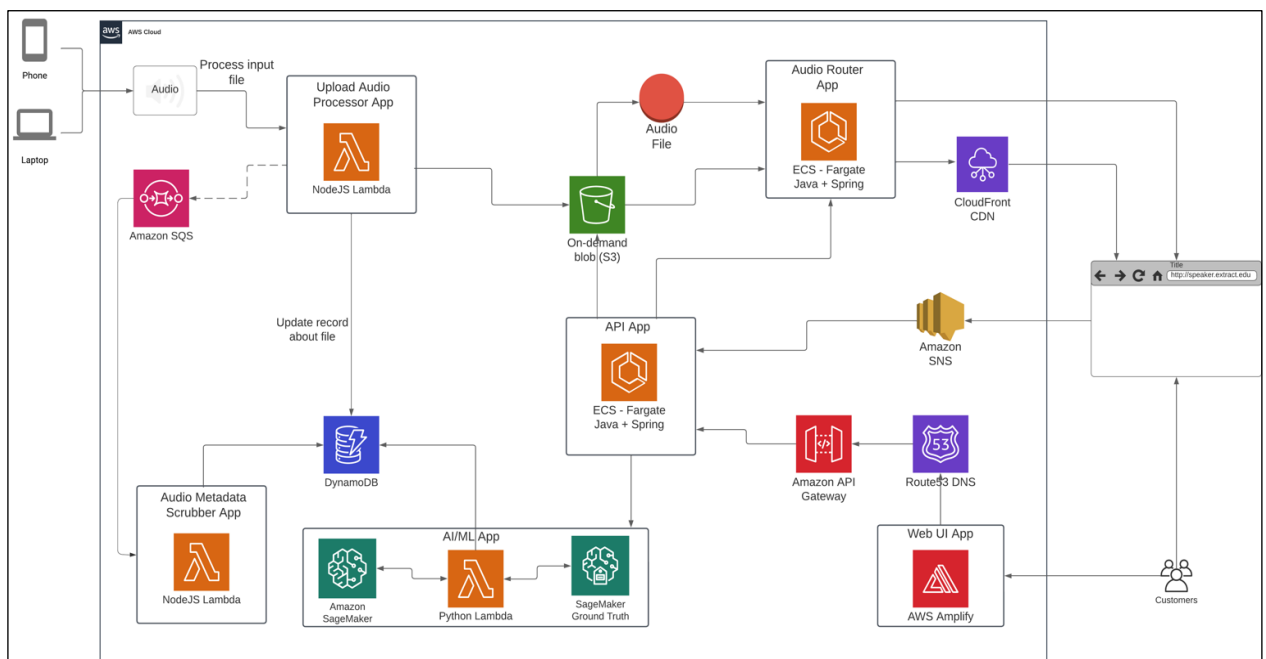 aws
AWS Cloud
Phone
Laptop
Audio
Process input
file
Upload Audio
Processor App
NodeJS Lambda
Amazon SQS
Audio
File
On-demand
blob (S3)
Audio Router
App
ECS - Fargate
Java + Spring
CloudFront
CDN
Title
http://speaker.extract.edu
Update record
about file
API App
ECS - Fargate
Java + Spring
Amazon
SNS
DynamoDB
Amazon API
Gateway
53
Route53 DNS
Audio Metadata
Scrubber App
NodeJS Lambda
AI/ML App
Amazon
SageMaker
Python Lambda
SageMaker
Ground Truth
Web UI App
AWS Amplify
Customers